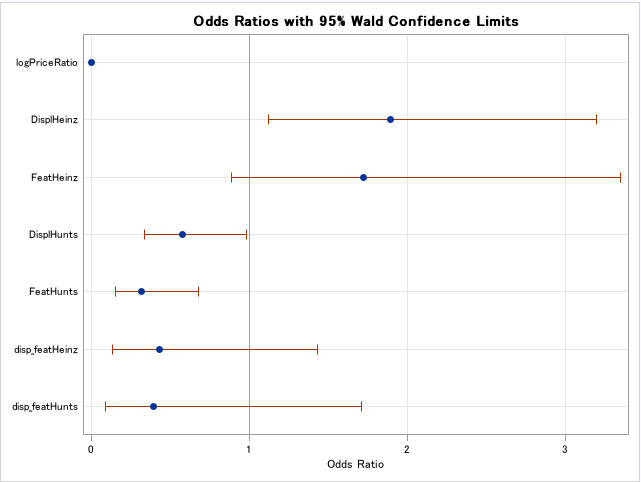 Odds Ratios with 95% Wald Confidence Limits
logPriceRatio
DisplHeinz
FeatHeinz
DisplHunts
FeatHunts
disp_featHeinz
disp_featHunts
0 1 2 3
Odds Ratio